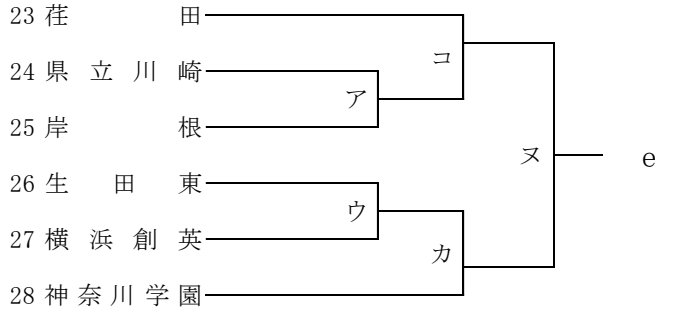 23 荏田
コ
24 県立川崎
ア
25 岸根
ヌ e
26 生田東
ウ
27 横浜創英
カ
28 神奈川学園